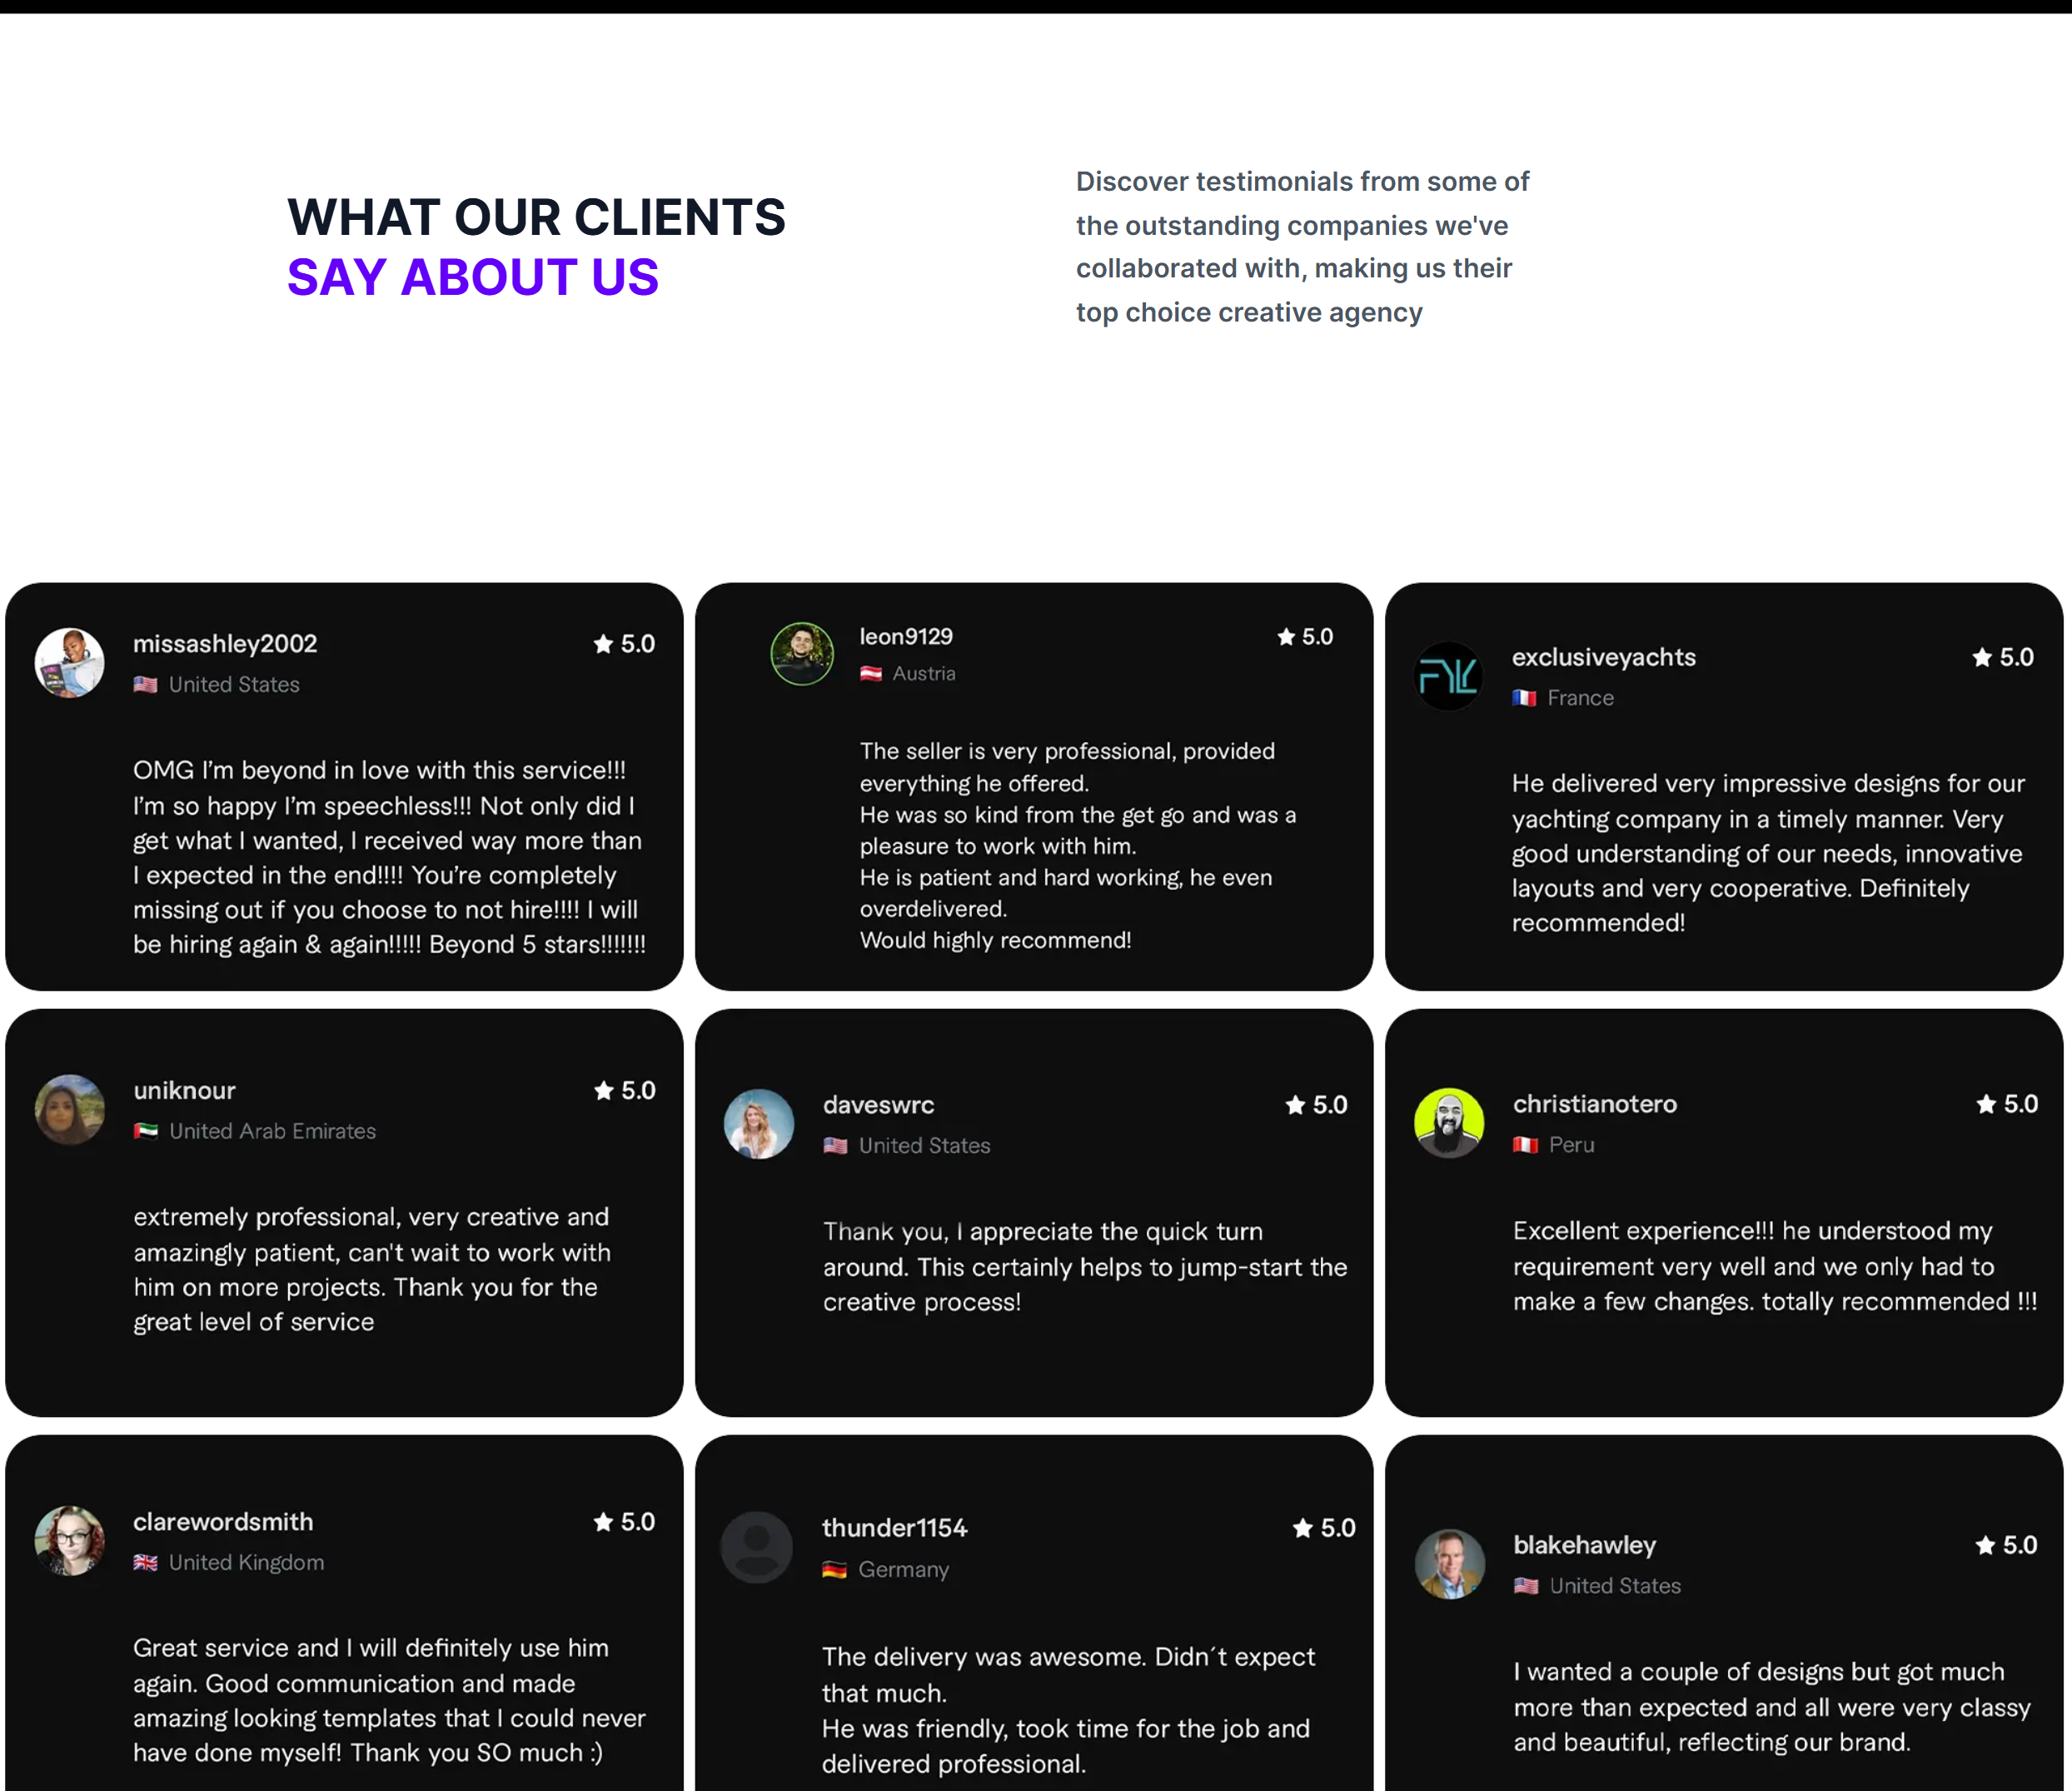 WHAT OUR CLIENTS
SAY ABOUT US
Discover testimonials from some of
the outstanding companies we've
collaborated with, making us their
top choice creative agency
missashley2002
★ 5.0
United States
OMG I’m beyond in love with this service!!!
I’m so happy I’m speechless!!! Not only did I
get what I wanted, I received way more than
I expected in the end!!!! You’re completely
missing out if you choose to not hire!!!! I will
be hiring again & again!!!!! Beyond 5 stars!!!!!!!
leon9129
★ 5.0
Austria
The seller is very professional, provided
everything he offered.
He was so kind from the get go and was a
pleasure to work with him.
He is patient and hard working, he even
overdelivered.
Would highly recommend!
exclusiveyachts
★ 5.0
France
He delivered very impressive designs for our
yachting company in a timely manner. Very
good understanding of our needs, innovative
layouts and very cooperative. Definitely
recommended!
uniknour
★ 5.0
United Arab Emirates
extremely professional, very creative and
amazingly patient, can't wait to work with
him on more projects. Thank you for the
great level of service
daveswrc
★ 5.0
United States
Thank you, I appreciate the quick turn
around. This certainly helps to jump-start the
creative process!
christianotero
★ 5.0
Peru
Excellent experience!!! he understood my
requirement very well and we only had to
make a few changes. totally recommended !!!
clarewordsmith
★ 5.0
United Kingdom
Great service and I will definitely use him
again. Good communication and made
amazing looking templates that I could never
have done myself! Thank you SO much :)
thunder1154
★ 5.0
Germany
The delivery was awesome. Didn´t expect
that much.
He was friendly, took time for the job and
delivered professional.
blakehawley
★ 5.0
United States
I wanted a couple of designs but got much
more than expected and all were very classy
and beautiful, reflecting our brand.